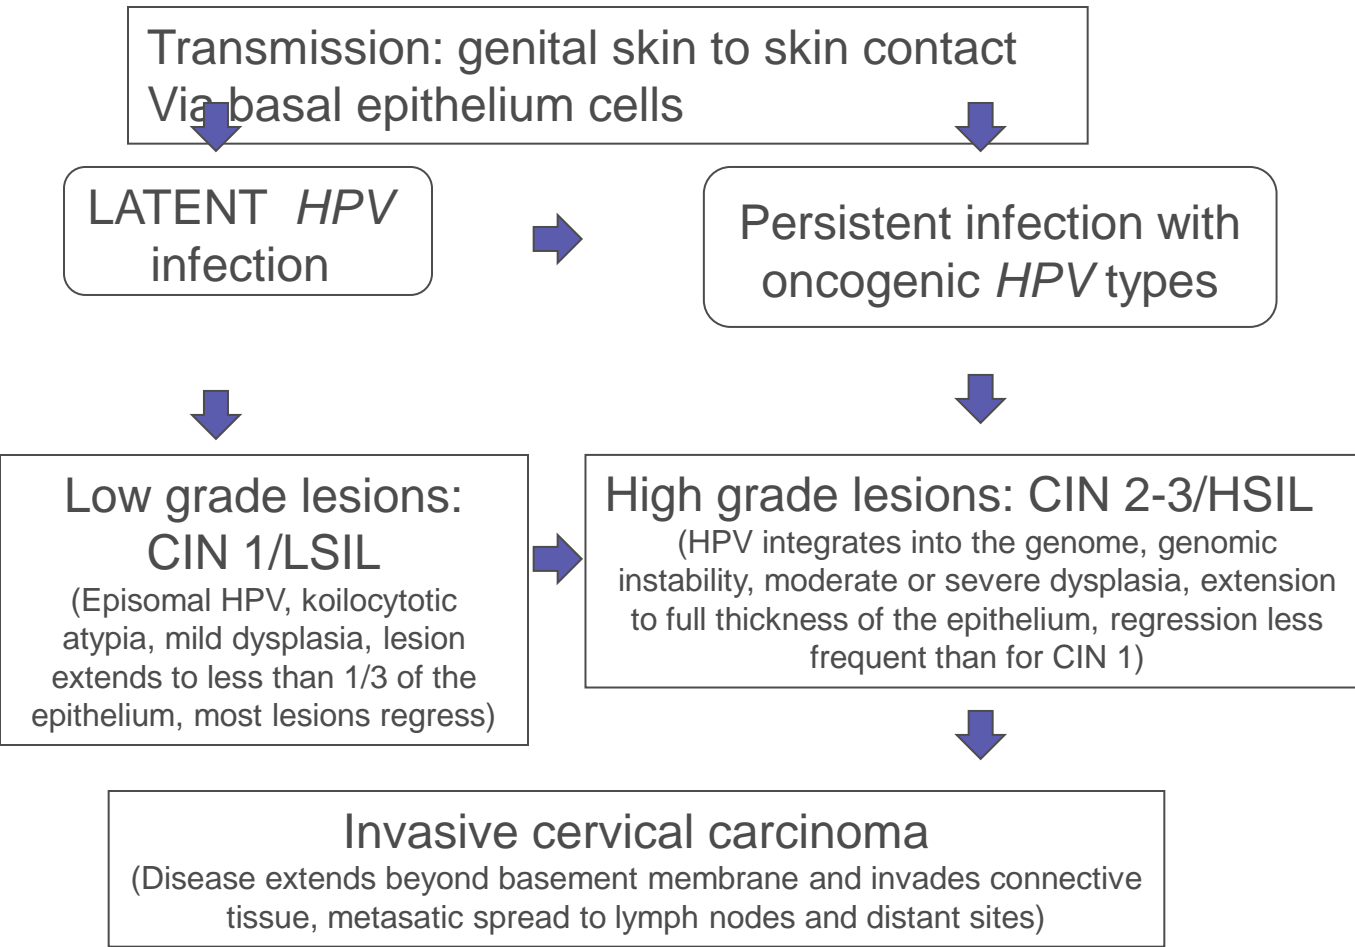 Transmission: genital skin to skin contact
Via basal epithelium cells
LATENT HPV
infection
Persistent infection with
oncogenic HPV types
Low grade lesions:
CIN 1/LSIL
(Episomal HPV, koilocytotic
atypia, mild dysplasia, lesion
extends to less than 1/3 of the
epithelium, most lesions regress)
High grade lesions: CIN 2-3/HSIL
(HPV integrates into the genome, genomic
instability, moderate or severe dysplasia, extension
to full thickness of the epithelium, regression less
frequent than for CIN 1)
Invasive cervical carcinoma
(Disease extends beyond basement membrane and invades connective
tissue, metasatic spread to lymph nodes and distant sites)